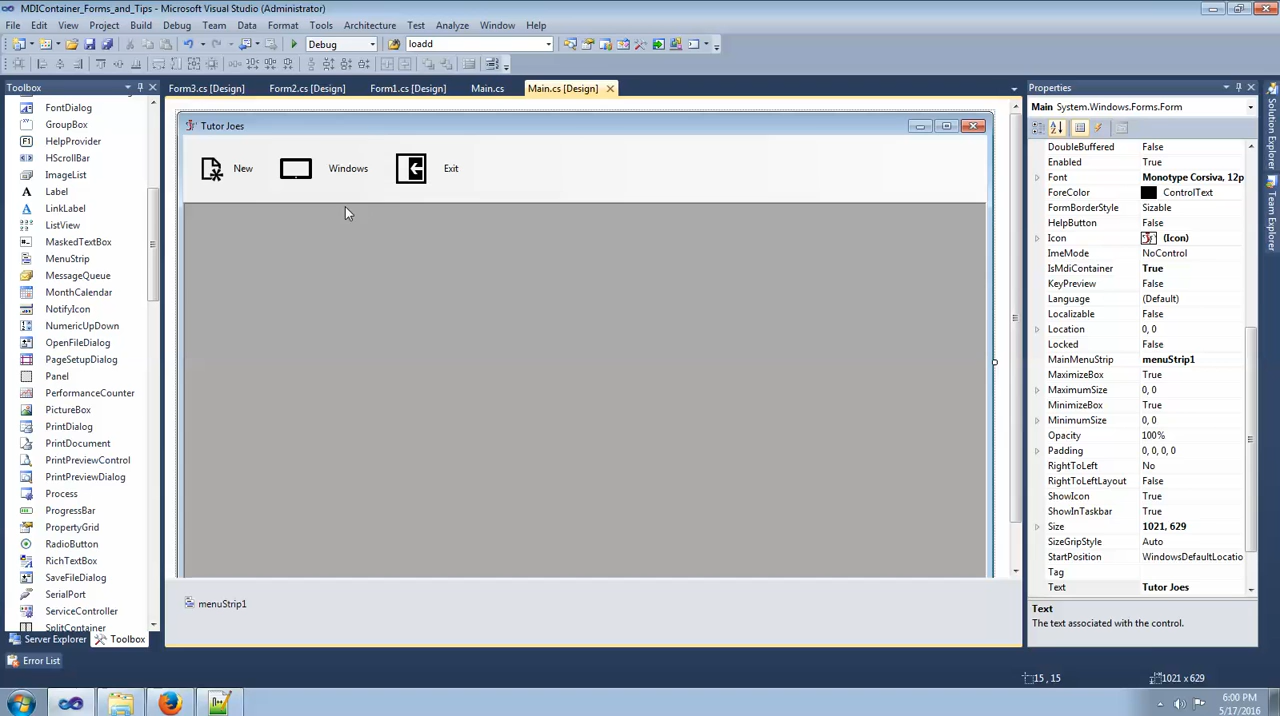 MDIContainer_Forms_and_Tips - Microsoft Visual Studio (Administrator)
File Edit View Project Build Debug Team Data Format Tools Architecture Test Analyze Window Help
Debug loadd
Toolbox
Form3.cs [Design] Form2.cs [Design] Form1.cs [Design] Main.cs Main.cs [Design]
Properties
Main System.Windows.Forms.Form
FontDialog
GroupBox
HelpProvider
HScrollBar
ImageList
Label
LinkLabel
ListView
MaskedTextBox
MenuStrip
MessageQueue
MonthCalendar
NotifyIcon
NumericUpDown
OpenFileDialog
PageSetupDialog
Panel
PerformanceCounter
PictureBox
PrintDialog
PrintDocument
PrintPreviewControl
PrintPreviewDialog
Process
ProgressBar
PropertyGrid
RadioButton
RichTextBox
SaveFileDialog
SerialPort
ServiceController
SplitContainer
Server Explorer Toolbox
Error List
Tutor Joes
New Windows Exit
menuStrip1
DoubleBuffered False
Enabled True
Font Monotype Corsiva, 12p
ForeColor ControlText
FormBorderStyle Sizable
HelpButton False
Icon (Icon)
ImeMode NoControl
IsMdiContainer True
KeyPreview False
Language (Default)
Localizable False
Location 0, 0
Locked False
MainMenuStrip menuStrip1
MaximizeBox True
MaximumSize 0, 0
MinimizeBox True
MinimumSize 0, 0
Opacity 100%
Padding 0, 0, 0, 0
RightToLeft No
RightToLeftLayout False
ShowIcon True
ShowInTaskbar True
Size 1021, 629
SizeGripStyle Auto
StartPosition WindowsDefaultLocatio
Tag
Text Tutor Joes
Text
The text associated with the control.
Solution Explorer
Team Explorer
15 , 15 1021 x 629
6:00 PM
5/17/2016